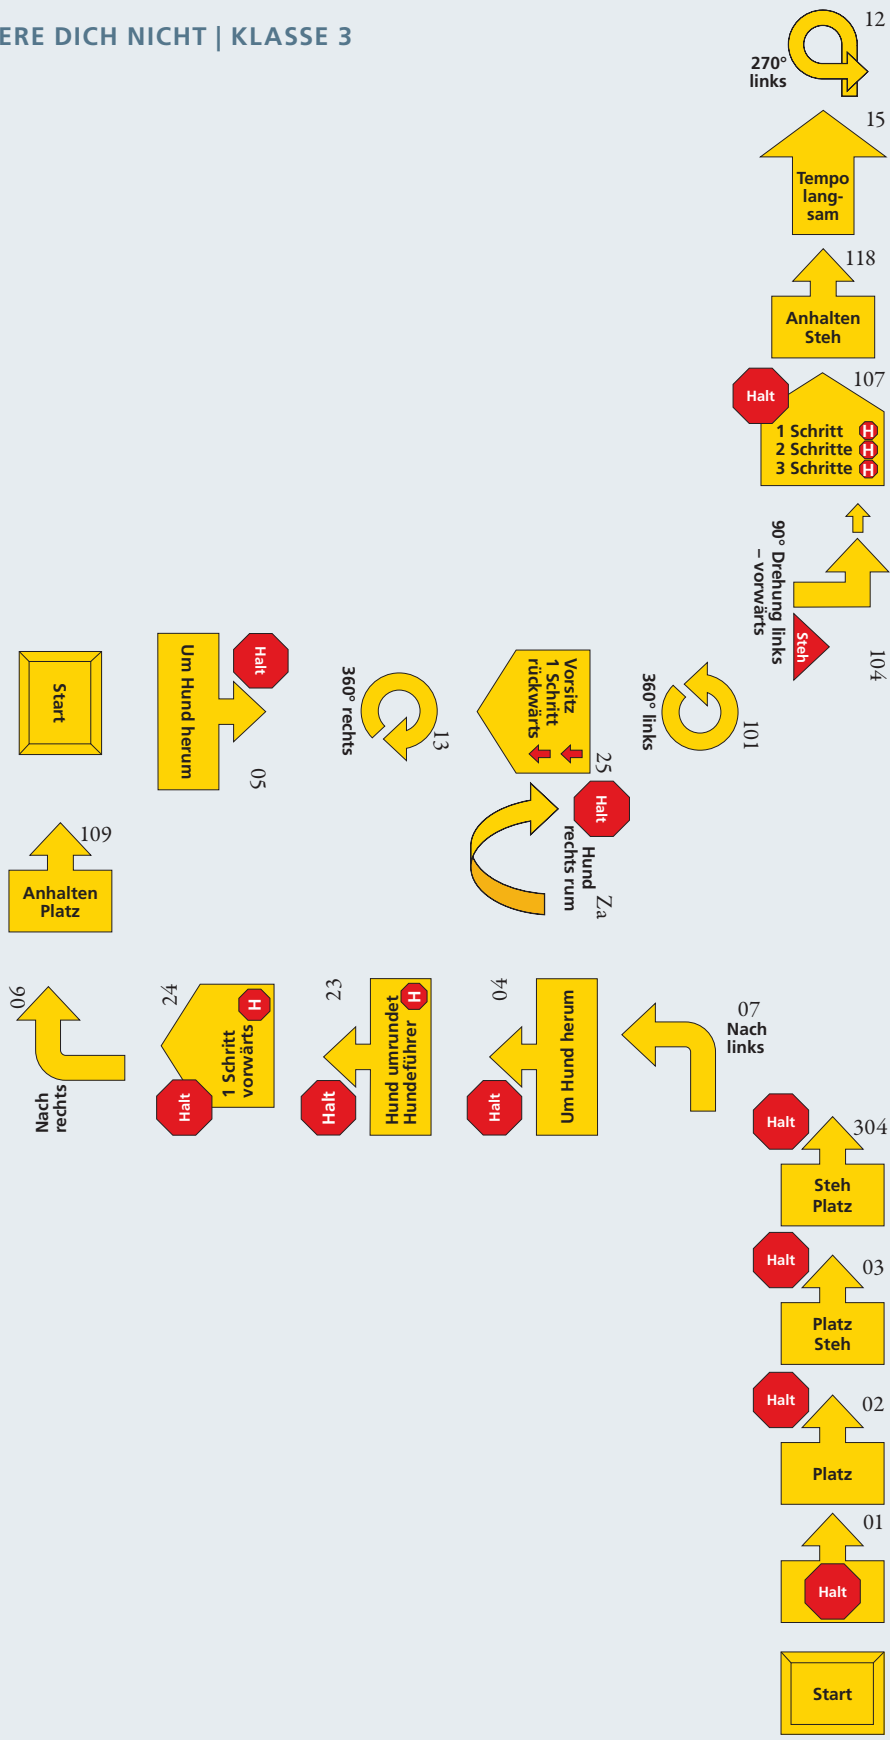 ERE DICH NICHT | KLASSE 3
12
270°
links
15
Tempo
lang-
sam
118
Anhalten
Steh
107
Halt
1 Schritt H
2 Schritte H
3 Schritte H
90° Drehung links
– vorwärts
Steh
104
101
360° links
Vorsitz
1 Schritt
rückwärts
25
Halt
Hund
rechts rum
Za
13
360° rechts
Halt
Um Hund herum
05
Start
109
Anhalten
Platz
06
Nach
rechts
24
H
1 Schritt
vorwärts
Halt
23
H
Hund umrundet
Hundeführer
Halt
04
Um Hund herum
Halt
07
Nach
links
304
Halt
Steh
Platz
03
Halt
Platz
Steh
02
Halt
Platz
01
Halt
Start